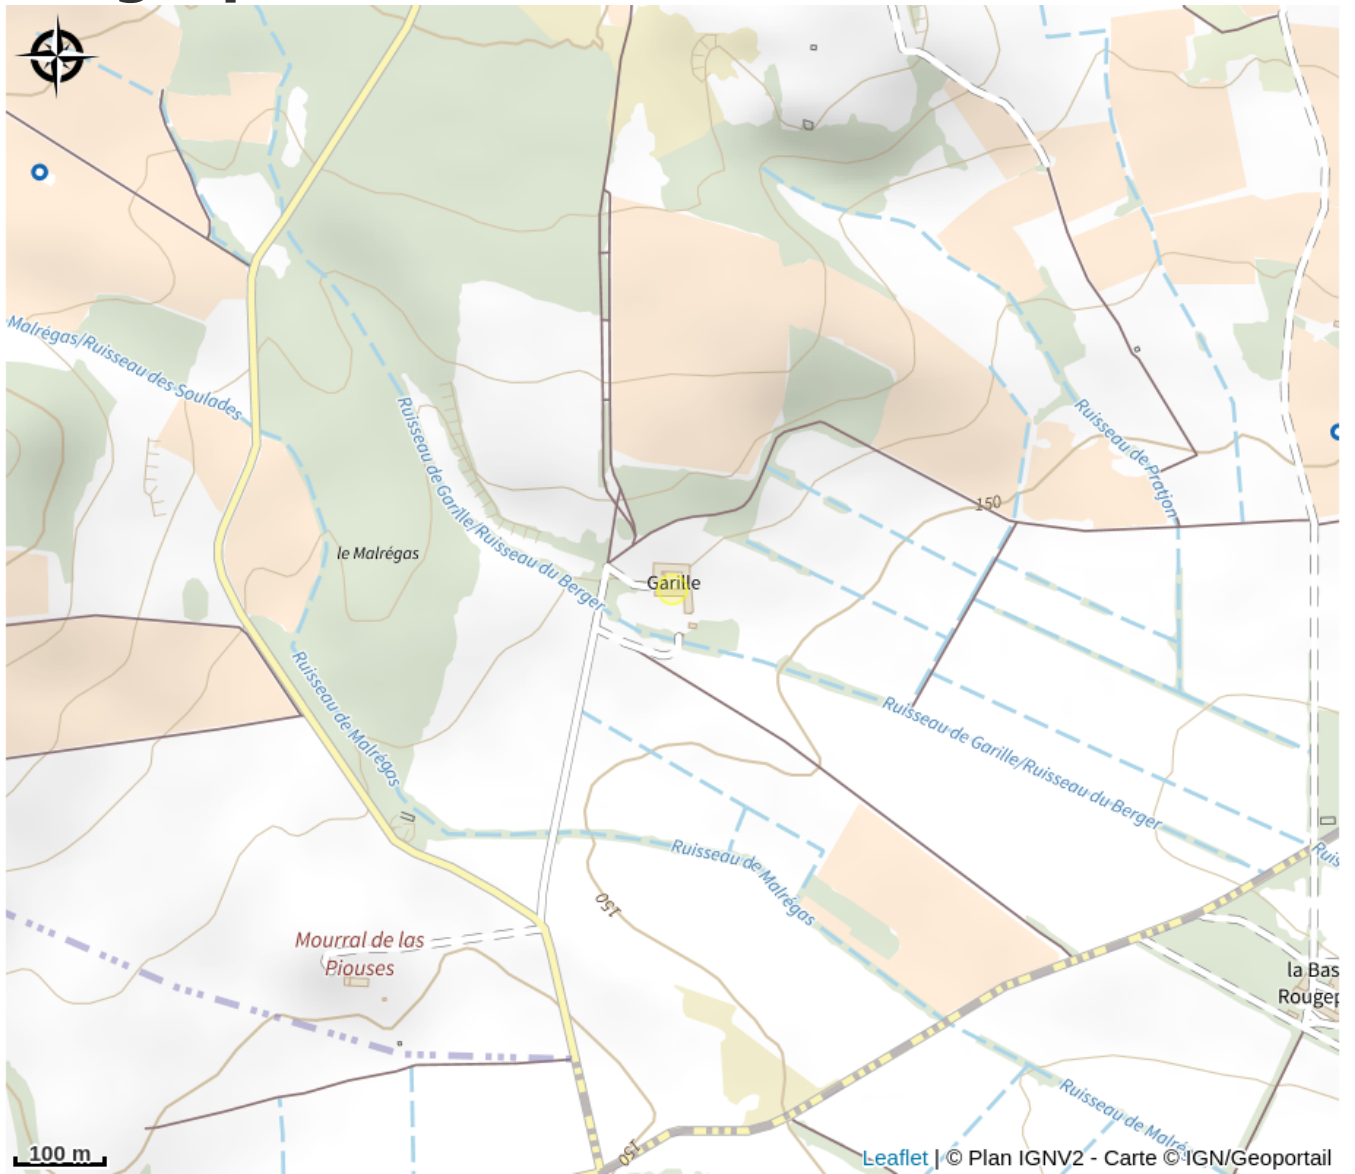 Malrégas/Ruisseau des Soulades
Ruisseau de Garille/Ruisseau du Berger
Ruisseau de Pratjon
150
le Malrégas
Garille
Ruisseau de Malrégas
Ruisseau de Garille/Ruisseau du Berger
Ruisseau de Malrégas
Ruis
150
Mourral de las
Piouses
la Bas
Rougep
Ruisseau de Malré
150
100 m
Leaflet | © Plan IGNV2 - Carte © IGN/Geoportail